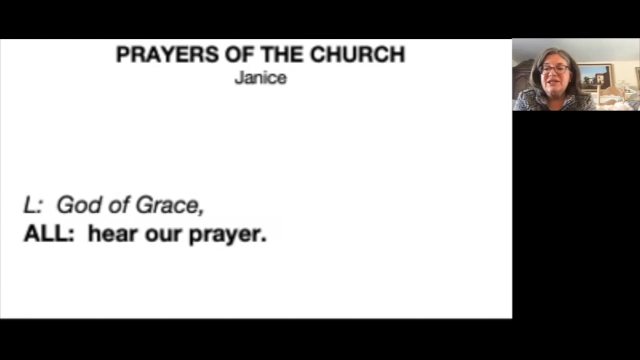 PRAYERS OF THE CHURCH
Janice
L: God of Grace,
ALL: hear our prayer.